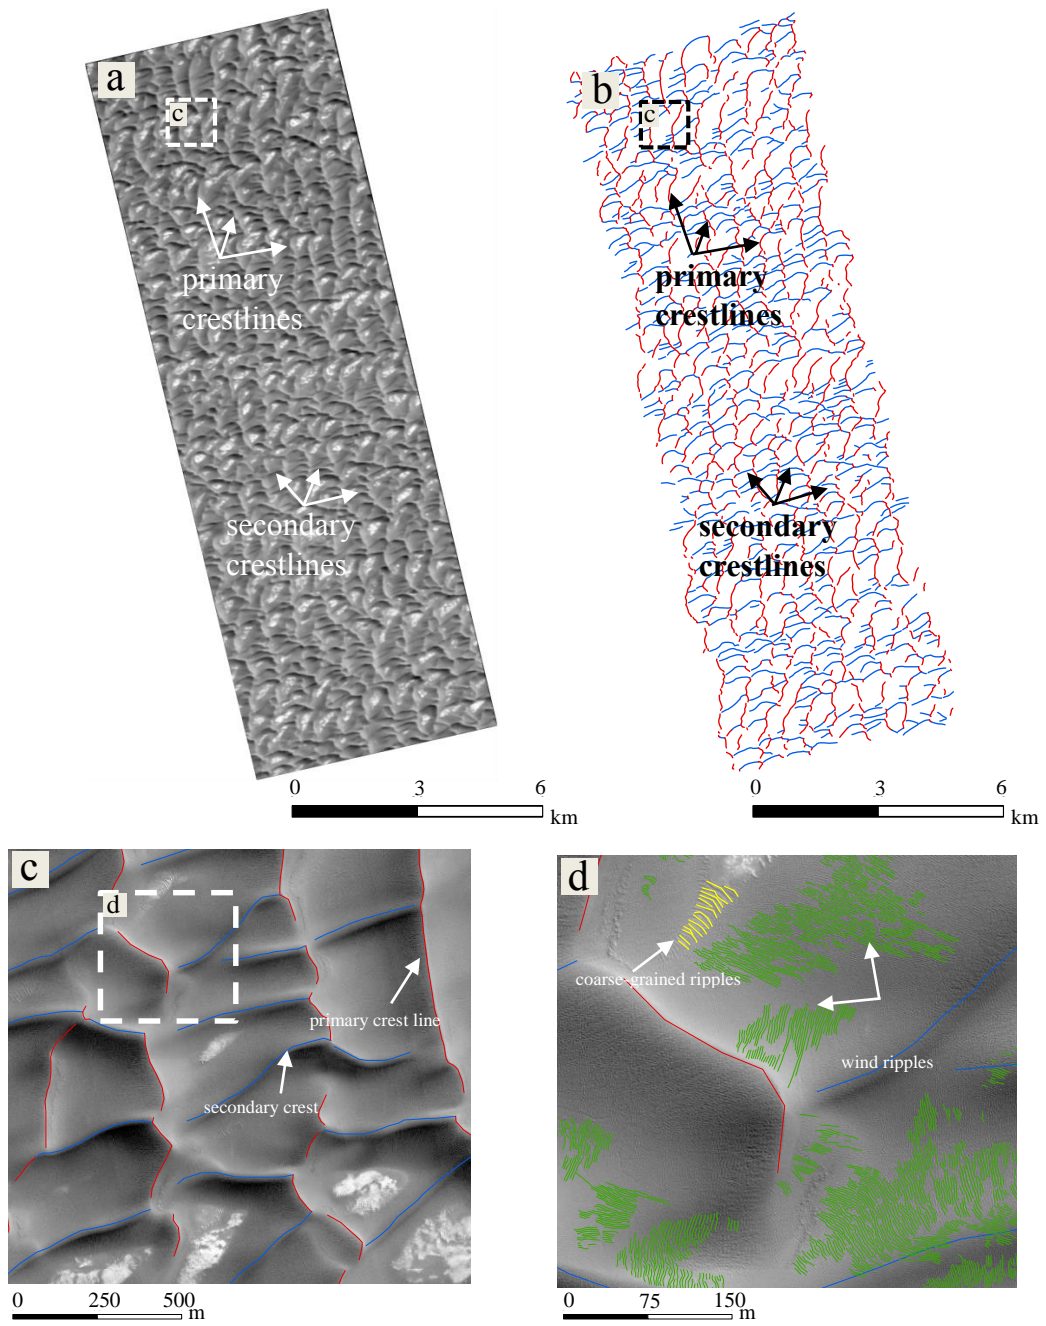 a
c
primary
crestlines
secondary
crestlines
0 3 6
km
b
c
primary
crestlines
secondary
crestlines
0 3 6
km
c
d
primary crest line
secondary crest
0 250 500
m
d
coarse-grained ripples
wind ripples
0 75 150
m